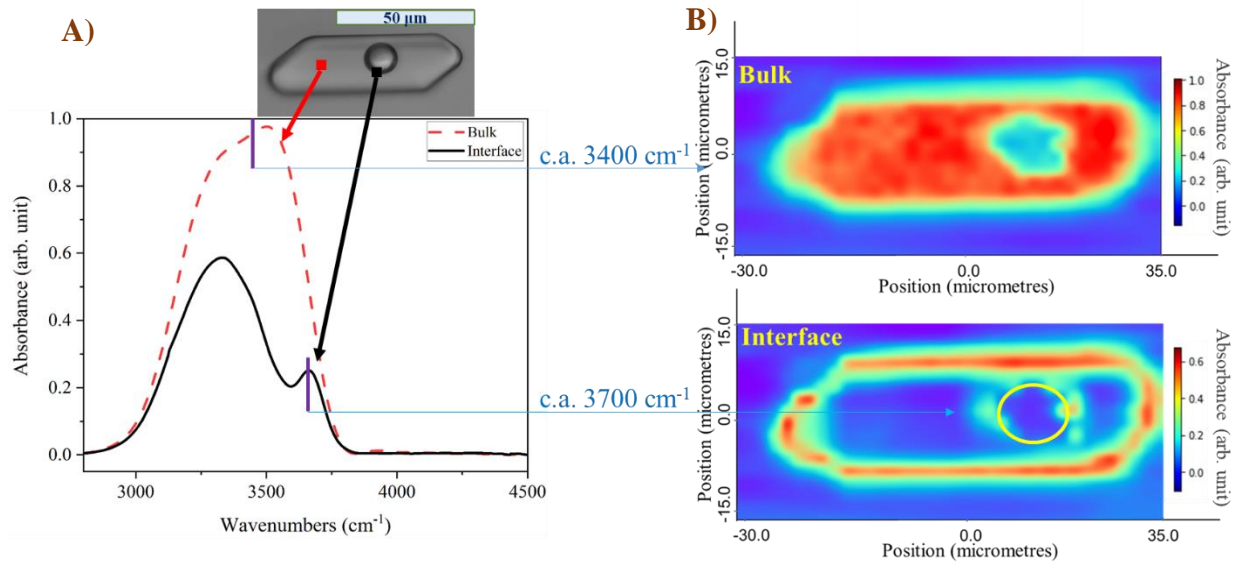 A)
50 μm
Absorbance (arb. unit)
1.0
0.8
0.6
0.4
0.2
0.0
Bulk
Interface
c.a. 3400 cm-1
c.a. 3700 cm-1
3000
3500
4000
4500
Wavenumbers (cm-1)
B)
Bulk
Position (micrometres)
15.0
0.0
-15.0
-30.0
0.0
35.0
Position (micrometres)
Absorbance (arb. unit)
1.0
0.8
0.6
0.4
0.2
0.0
Interface
Position (micrometres)
15.0
0.0
-15.0
-30.0
0.0
35.0
Position (micrometres)
Absorbance (arb. unit)
0.6
0.4
0.2
0.0